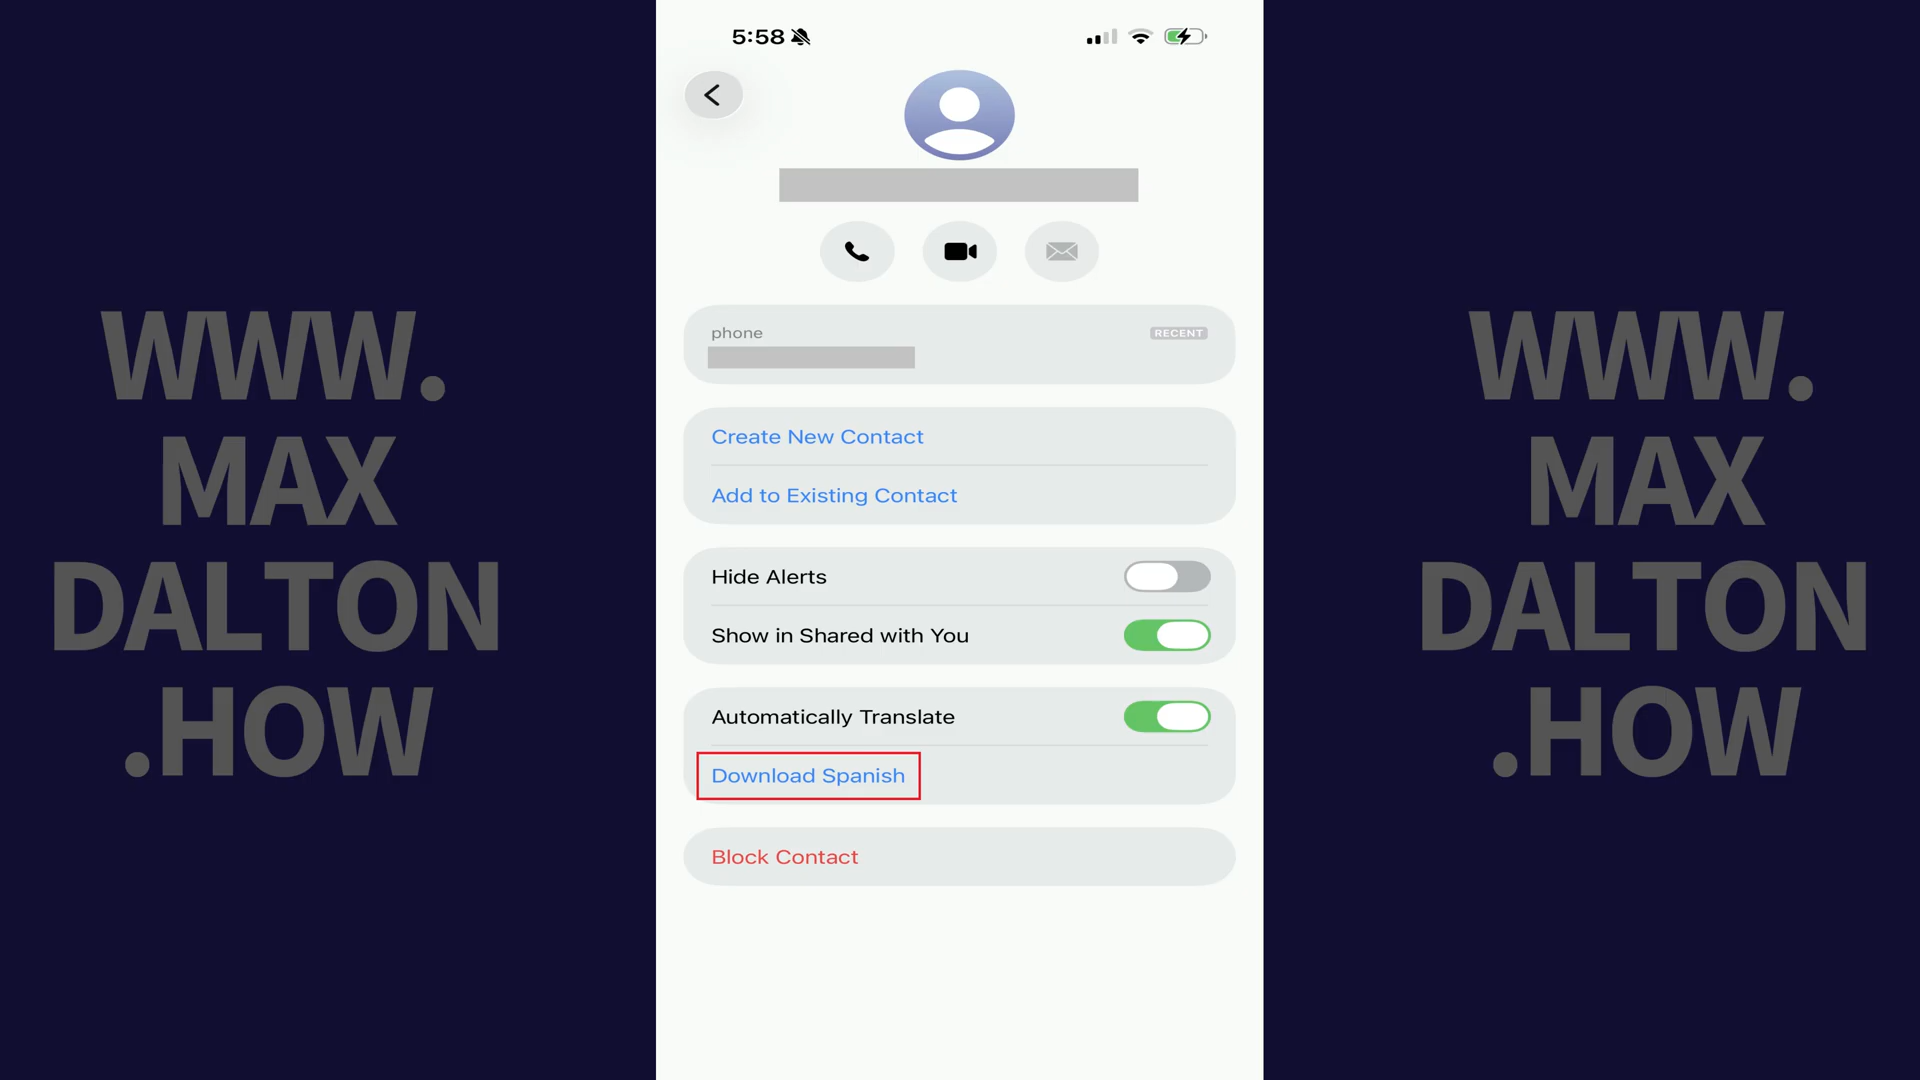 WWW.
MAX
DALTON
.HOW
5:58
phone
RECENT
Create New Contact
Add to Existing Contact
Hide Alerts
Show in Shared with You
Automatically Translate
Download Spanish
Block Contact
WWW.
MAX
DALTON
.HOW